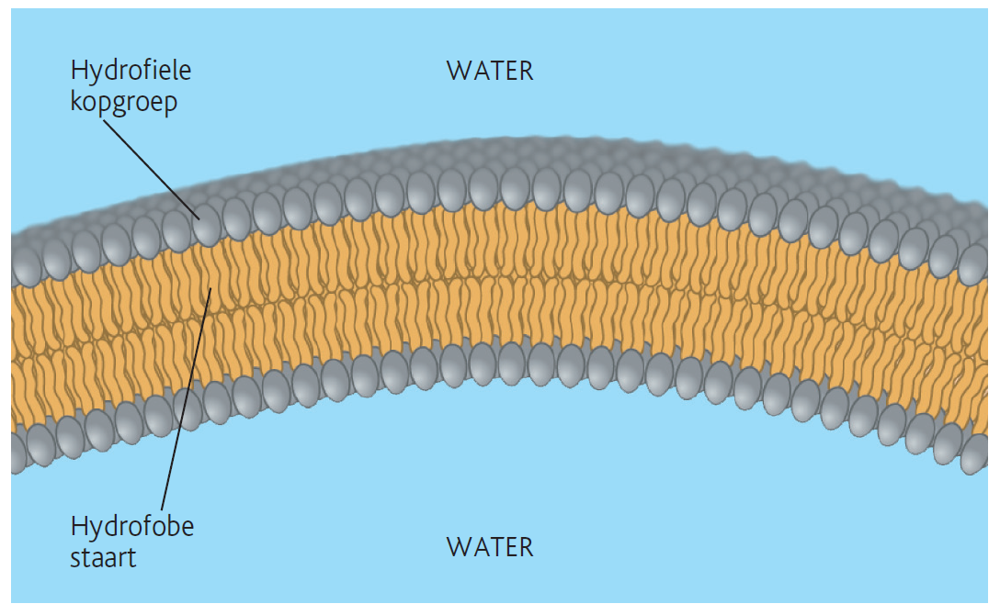 Hydrofiele
kopgroep
WATER
Hydrofobe
staart
WATER